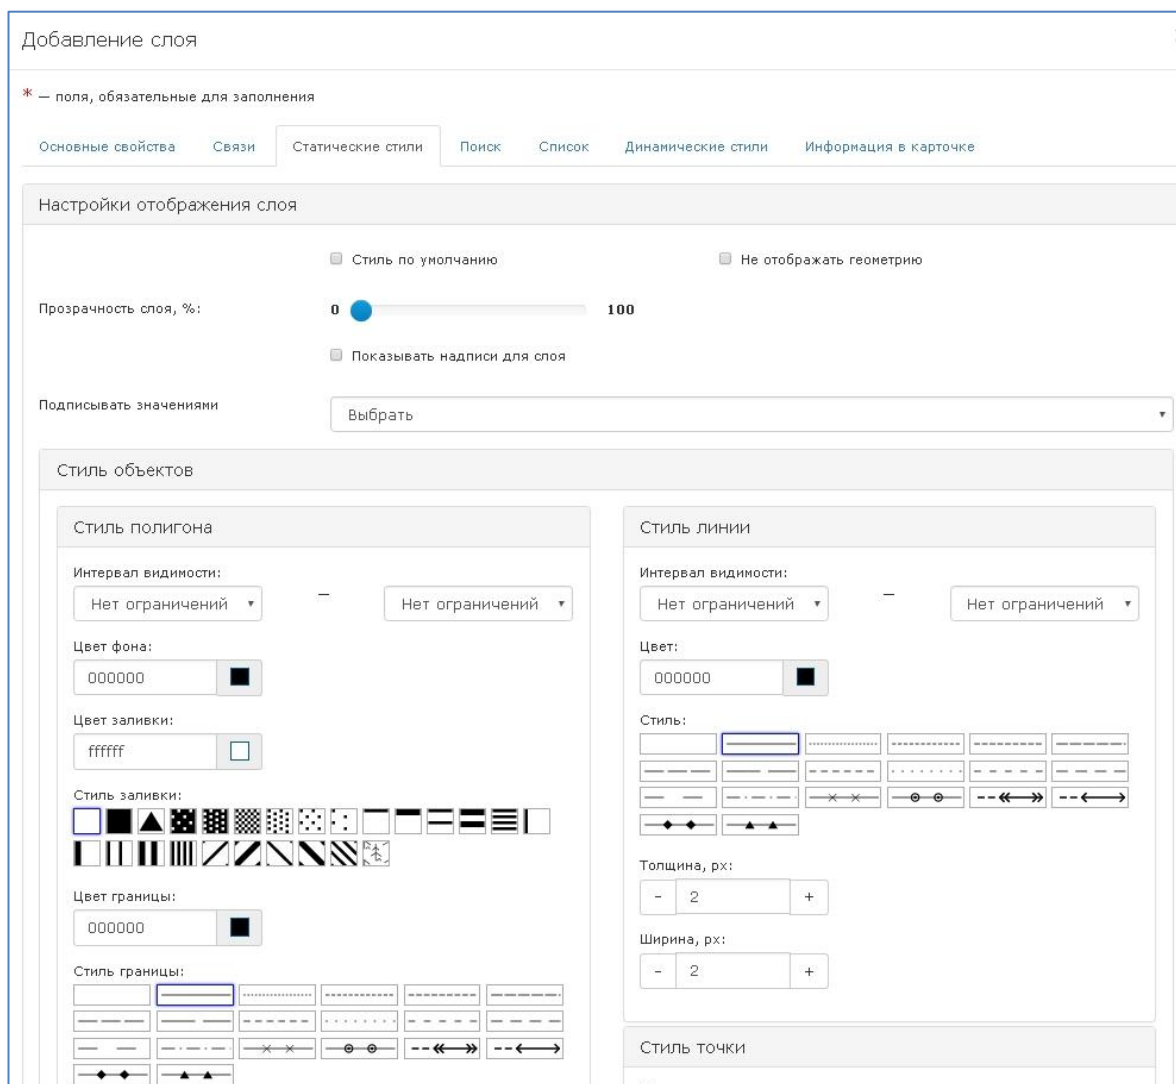 Добавление слоя
* — поля, обязательные для заполнения
Основные свойства Связи Статические стили Поиск Список Динамические стили Информация в карточке
Настройки отображения слоя
Стиль по умолчанию Не отображать геометрию
Прозрачность слоя, %: 0 100
Показывать надписи для слоя
Подписывать значениями Выбрать
Стиль объектов
Стиль полигона
Интервал видимости:
Нет ограничений — Нет ограничений
Цвет фона:
000000
Цвет заливки:
ffffff
Стиль заливки:
Цвет границы:
000000
Стиль границы:
Стиль линии
Интервал видимости:
Нет ограничений — Нет ограничений
Цвет:
000000
Стиль:
Толщина, px:
- 2 +
Ширина, px:
- 2 +
Стиль точки